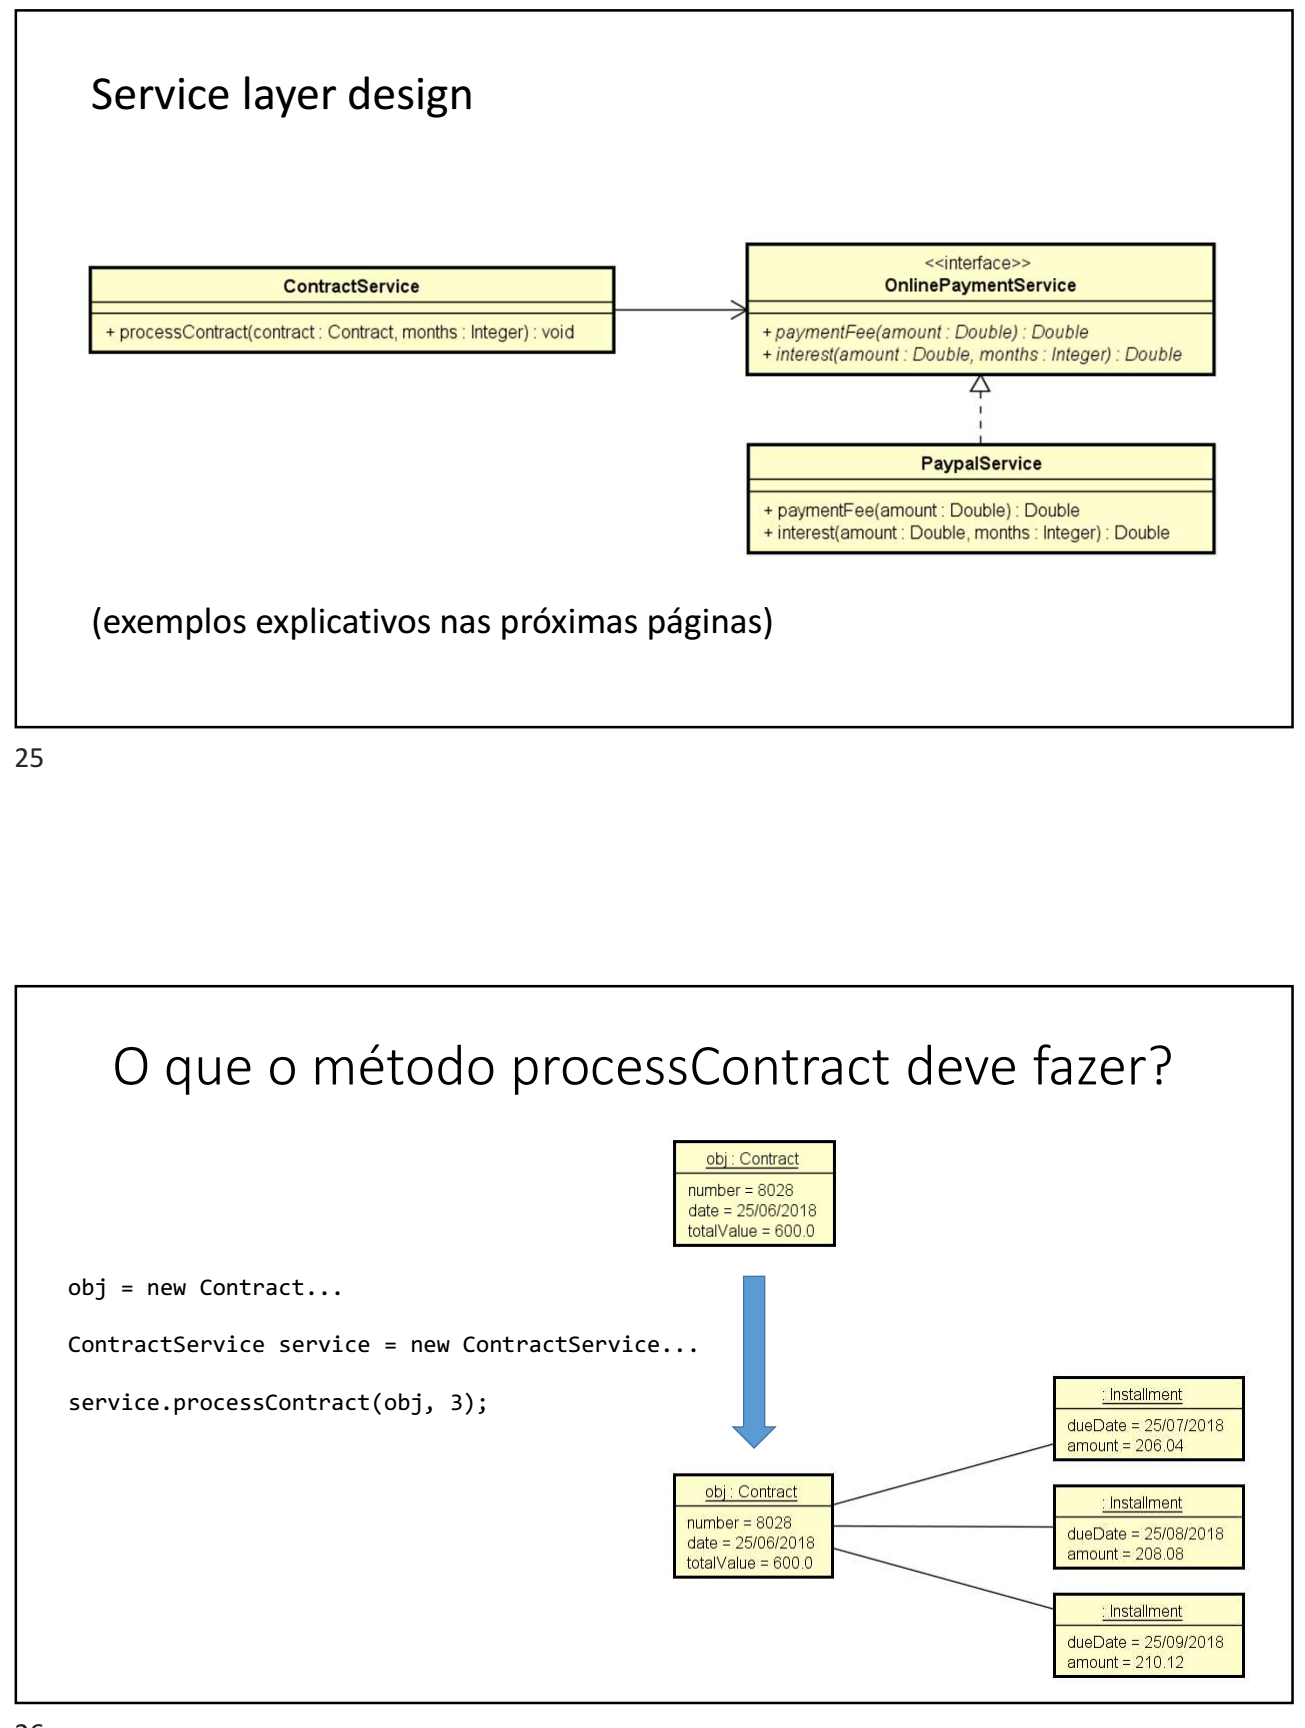 Service layer design
ContractService
+ processContract(contract : Contract, months : Integer) : void
<<interface>>
OnlinePaymentService
+ paymentFee(amount : Double) : Double
+ interest(amount : Double, months : Integer) : Double
PaypalService
+ paymentFee(amount : Double) : Double
+ interest(amount : Double, months : Integer) : Double
(exemplos explicativos nas próximas páginas)
25
O que o método processContract deve fazer?
obj : Contract
number = 8028
date = 25/06/2018
totalValue = 600.0
obj = new Contract...
ContractService service = new ContractService...
service.processContract(obj, 3);
: Installment
dueDate = 25/07/2018
amount = 206.04
obj : Contract
number = 8028
date = 25/06/2018
totalValue = 600.0
: Installment
dueDate = 25/08/2018
amount = 208.08
: Installment
dueDate = 25/09/2018
amount = 210.12